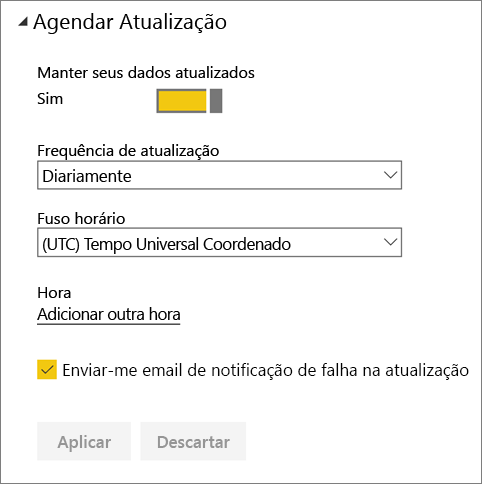 Agendar Atualização
Manter seus dados atualizados
Sim
Frequência de atualização
Diariamente
Fuso horário
(UTC) Tempo Universal Coordenado
Hora
Adicionar outra hora
Enviar-me email de notificação de falha na atualização
Aplicar Descartar